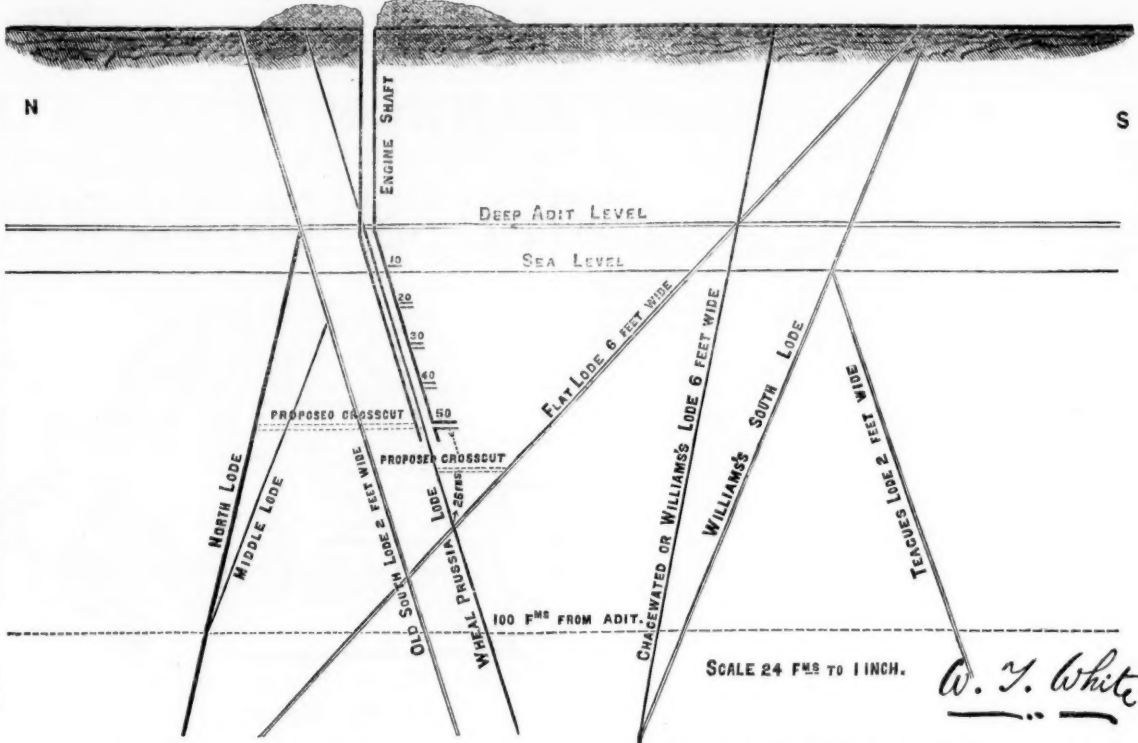 N
S
ENGINE SHAFT
DEEP ADIT LEVEL
SEA LEVEL
10
20
30
40
50
PROPOSED CROSSCUT
PROPOSED CROSSCUT
26 FMS
NORTH LODE
MIDDLE LODE
OLD SOUTH LODE 2 FEET WIDE
WHEAL PRUSSIA LODE
FLAT LODE 6 FEET WIDE
CHACEWATER OR WILLIAMS'S LODE 6 FEET WIDE
WILLIAMS'S SOUTH LODE
TEAGUES LODE 2 FEET WIDE
100 FMS FROM ADIT.
SCALE 24 FMS TO 1 INCH.
W. T. White